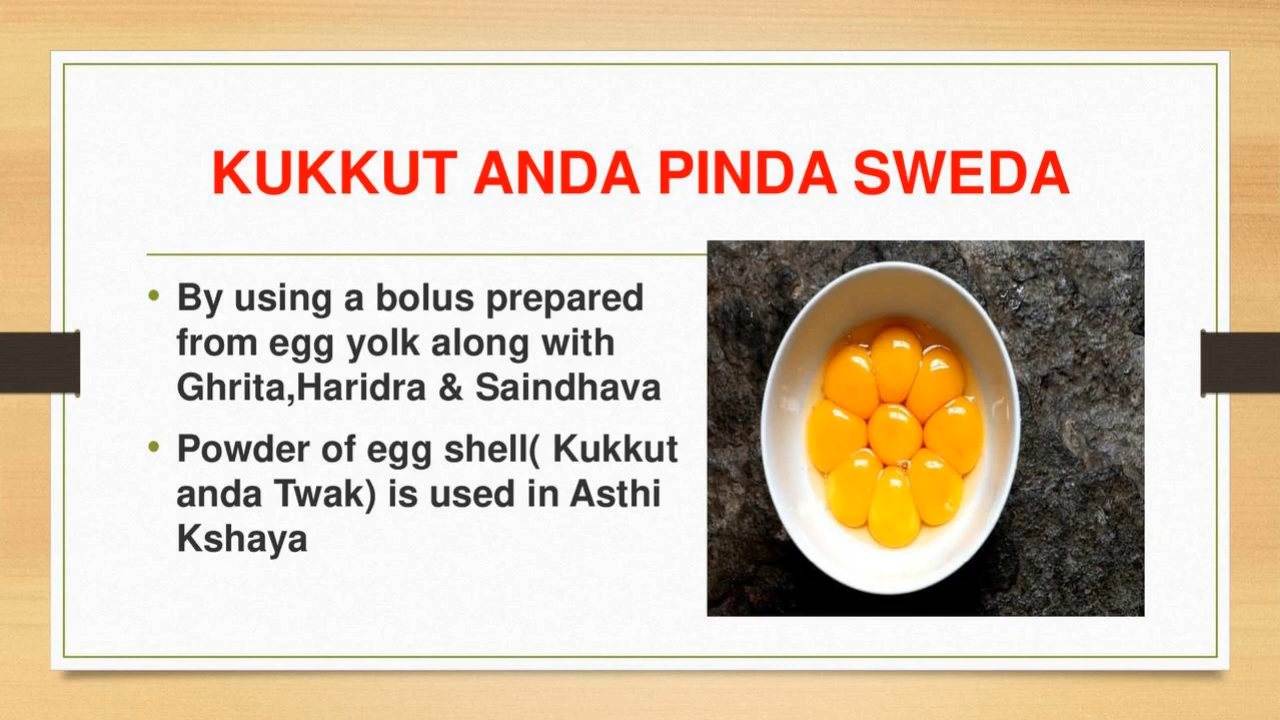 KUKKUT ANDA PINDA SWEDA
• By using a bolus prepared
from egg yolk along with
Ghrita,Haridra & Saindhava
• Powder of egg shell( Kukkut
anda Twak) is used in Asthi
Kshaya